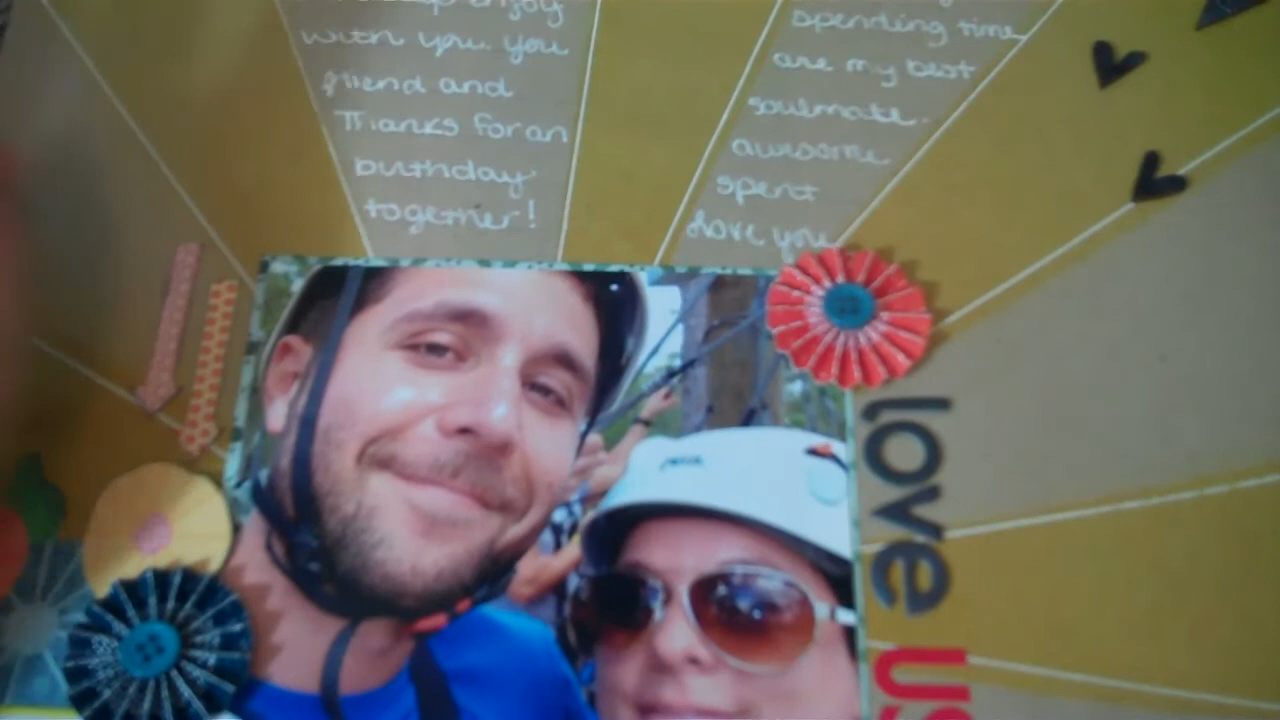 enjoy
spending time
with you. you
are my best
friend and
soulmate.
Thanks for an
awesome
birthday
spent
together!
Love you
love
us